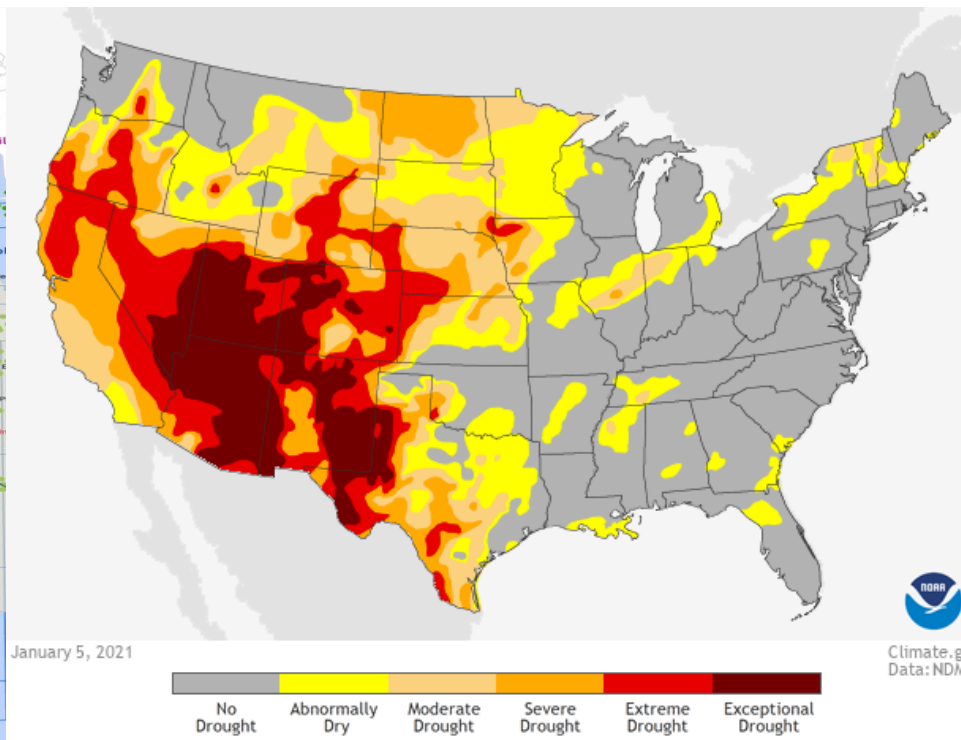 NOAA
January 5, 2021
Climate.g
Data: NDM
No
Drought
Abnormally
Dry
Moderate
Drought
Severe
Drought
Extreme
Drought
Exceptional
Drought